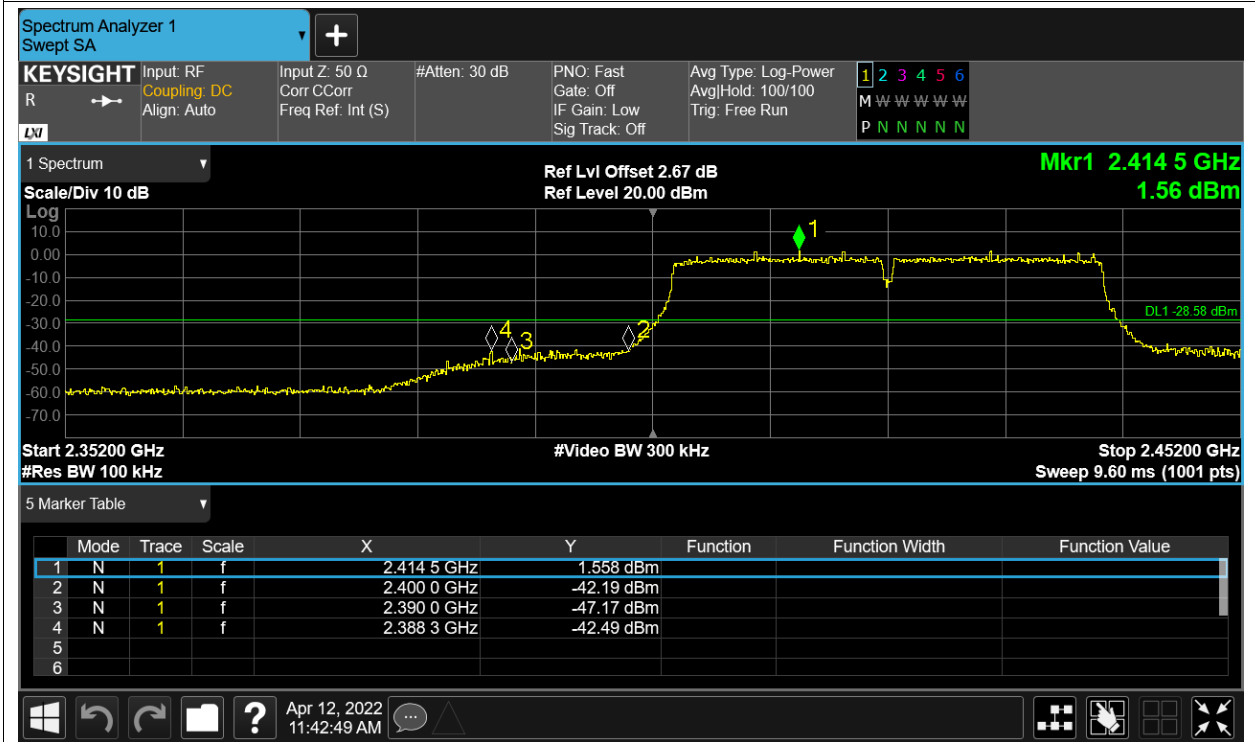 Spectrum Analyzer 1
Swept SA
KEYSIGHT
R
LXI
Input: RF
Coupling: DC
Align: Auto
Input Z: 50 Ω
Corr CCorr
Freq Ref: Int (S)
#Atten: 30 dB
PNO: Fast
Gate: Off
IF Gain: Low
Sig Track: Off
Avg Type: Log-Power
Avg|Hold: 100/100
Trig: Free Run
1 2 3 4 5 6
M W W W W W
P N N N N N
1 Spectrum
Scale/Div 10 dB
Ref Lvl Offset 2.67 dB
Ref Level 20.00 dBm
Mkr1 2.414 5 GHz
1.56 dBm
Log
10.0
0.00
-10.0
-20.0
-30.0
-40.0
-50.0
-60.0
-70.0
1
2
3
4
DL1 -28.58 dBm
Start 2.35200 GHz
#Res BW 100 kHz
#Video BW 300 kHz
Stop 2.45200 GHz
Sweep 9.60 ms (1001 pts)
5 Marker Table
Mode Trace Scale X Y Function Function Width Function Value
1 N 1 f 2.414 5 GHz 1.558 dBm
2 N 1 f 2.400 0 GHz -42.19 dBm
3 N 1 f 2.390 0 GHz -47.17 dBm
4 N 1 f 2.388 3 GHz -42.49 dBm
5
6
?
Apr 12, 2022
11:42:49 AM